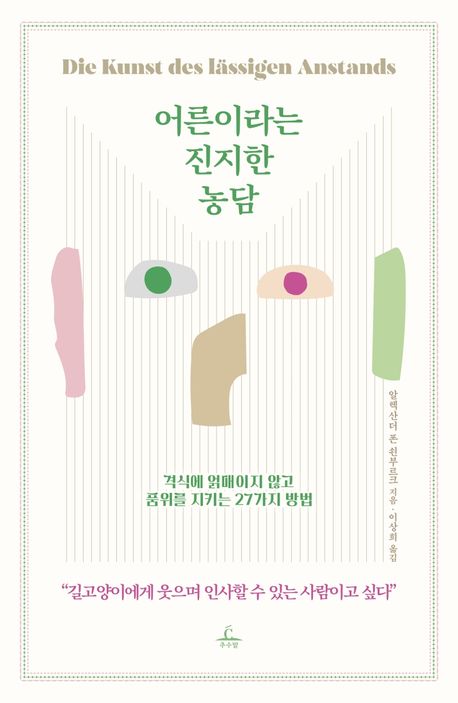 Die Kunst des lässigen Anstands
어른이라는
진지한
농담
알렉산더 폰 쇤부르크 지음 · 이상희 옮김
격식에 얽매이지 않고
품위를 지키는 27가지 방법
“길고양이에게 웃으며 인사할 수 있는 사람이고 싶다”
C
추수밭